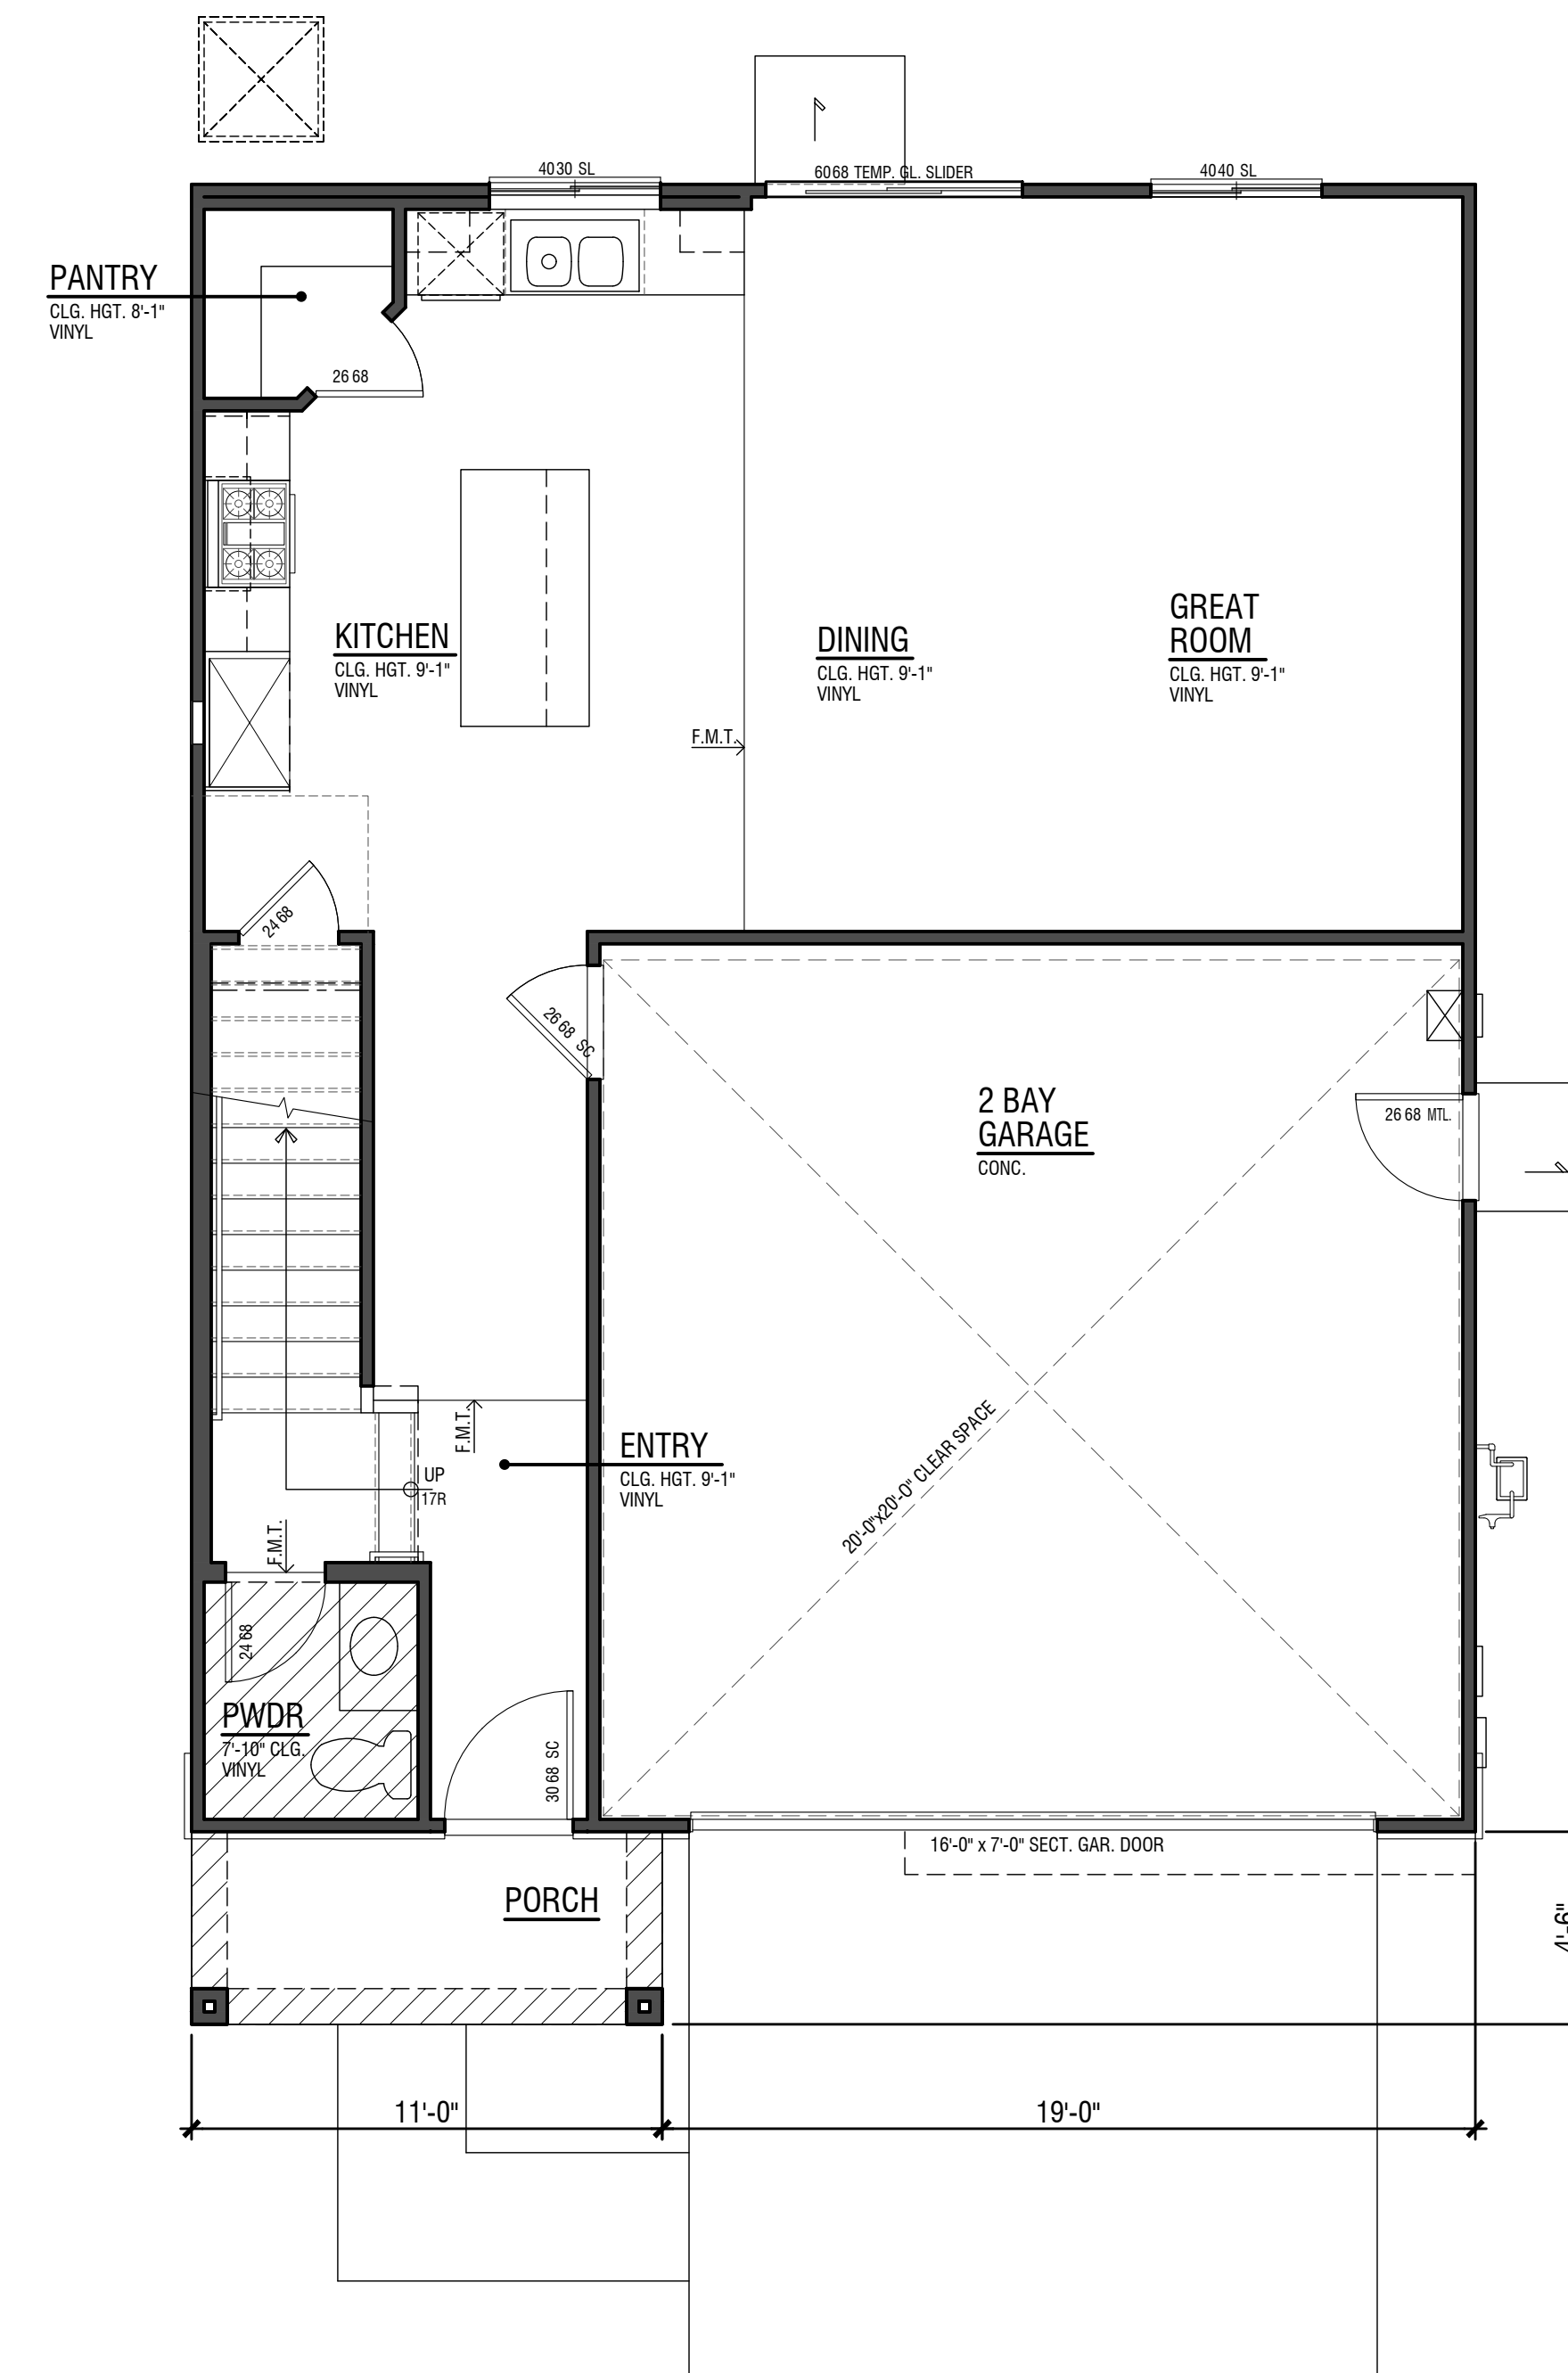 4030 SL
6068 TEMP. GL. SLIDER
4040 SL
PANTRY
CLG. HGT. 8'-1"
VINYL
2668
KITCHEN
CLG. HGT. 9'-1"
VINYL
DINING
CLG. HGT. 9'-1"
VINYL
GREAT
ROOM
CLG. HGT. 9'-1"
VINYL
F.M.T.
2468
2668 SC
2 BAY
GARAGE
CONC.
2668 MTL.
20'-0"x20'-0" CLEAR SPACE
F.M.T.
ENTRY
CLG. HGT. 9'-1"
VINYL
UP
17R
F.M.T.
2468
PWDR
7'-10" CLG.
VINYL
3068 SC
16'-0" x 7'-0" SECT. GAR. DOOR
PORCH
4'-6"
11'-0"
19'-0"